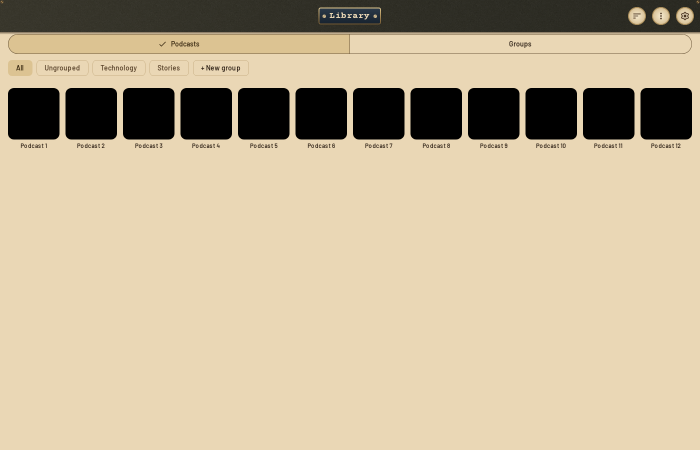 Library
Podcasts
Groups
All
Ungrouped
Technology
Stories
+ New group
Podcast 1
Podcast 2
Podcast 3
Podcast 4
Podcast 5
Podcast 6
Podcast 7
Podcast 8
Podcast 9
Podcast 10
Podcast 11
Podcast 12